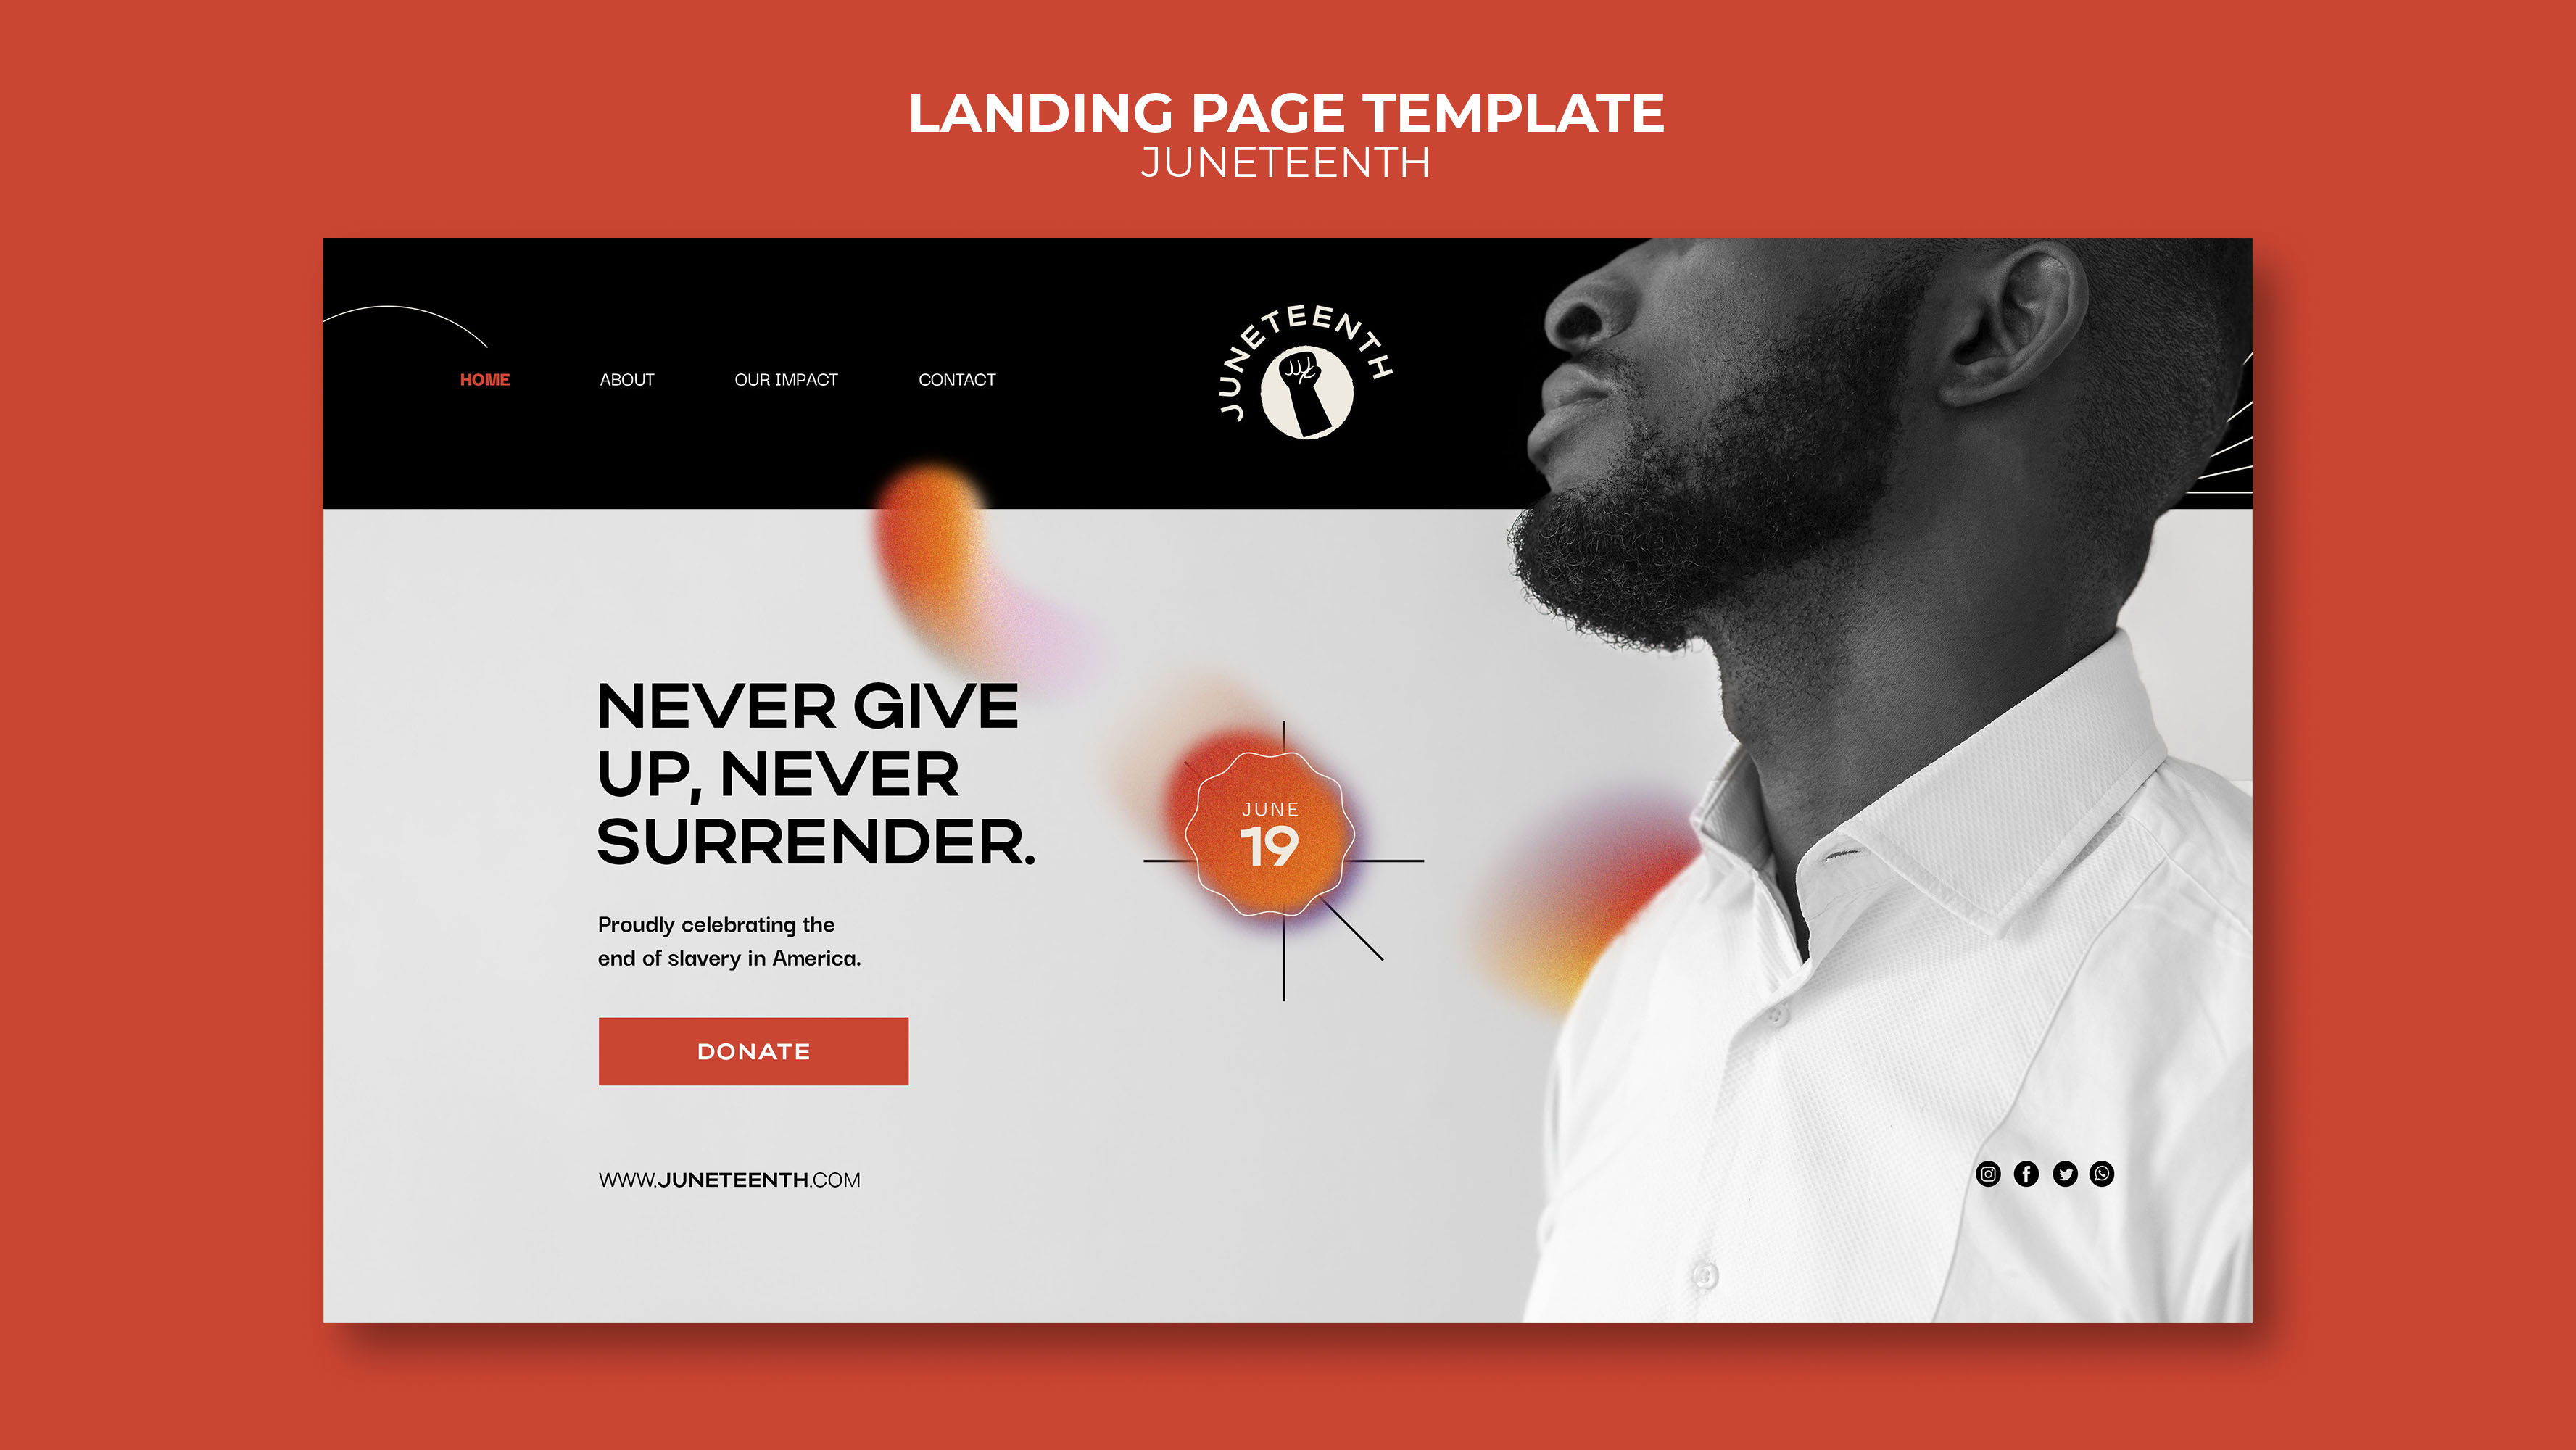 LANDING PAGE TEMPLATE
JUNETEENTH
HOME ABOUT OUR IMPACT CONTACT
JUNETEENTH
NEVER GIVE
UP, NEVER
SURRENDER.
JUNE
19
Proudly celebrating the
end of slavery in America.
DONATE
WWW.JUNETEENTH.COM